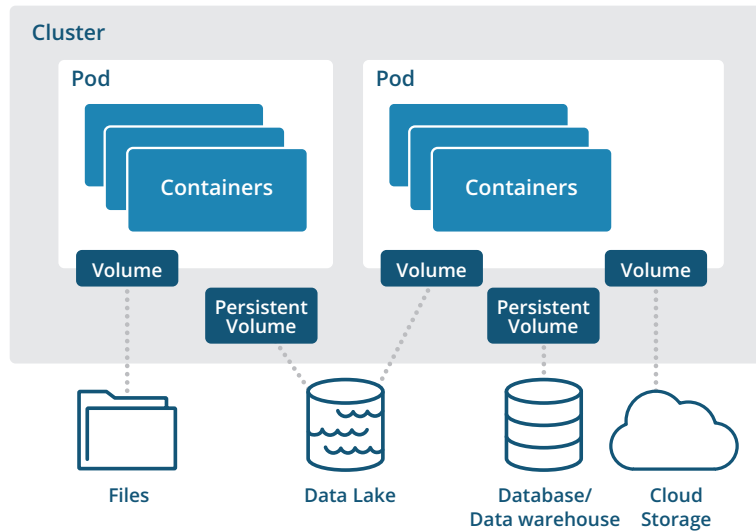 Cluster
Pod
Pod
Containers
Containers
Volume
Volume
Volume
Persistent
Volume
Persistent
Volume
Files
Data Lake
Database/
Data warehouse
Cloud
Storage